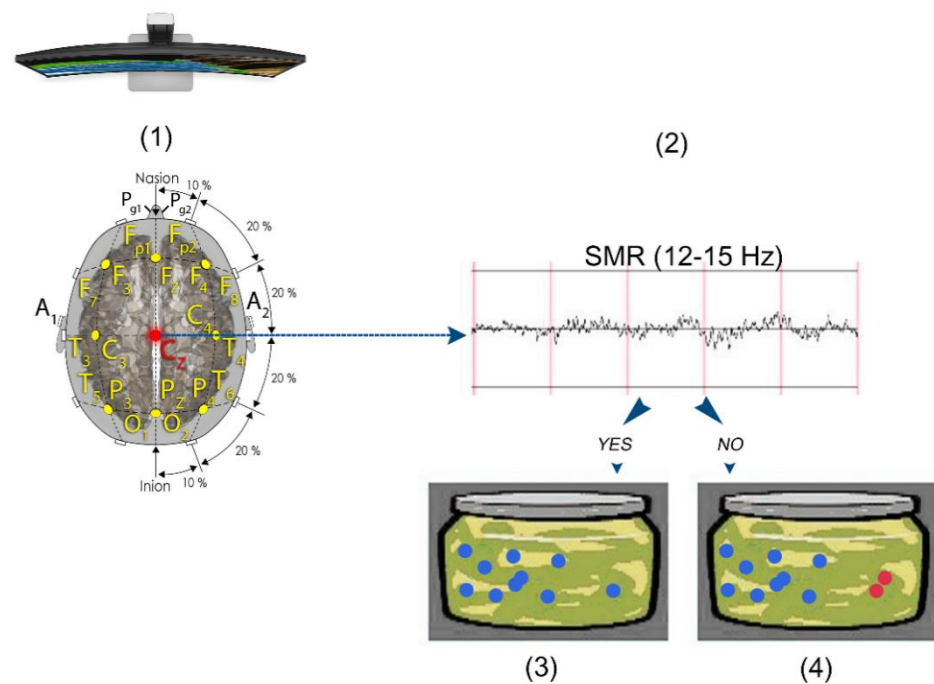 (1)
(2)
Nasion
10 %
Pg1 Pg2
20 %
Fp1 Fp2
20 %
F7 F3 Fz F4 F8
A1 A2
C4
T3 C3 Cz T4
20 %
T5 P3 Pz P4 T6
O1 O2
20 %
10%
Inion
SMR (12-15 Hz)
YES NO
(3) (4)